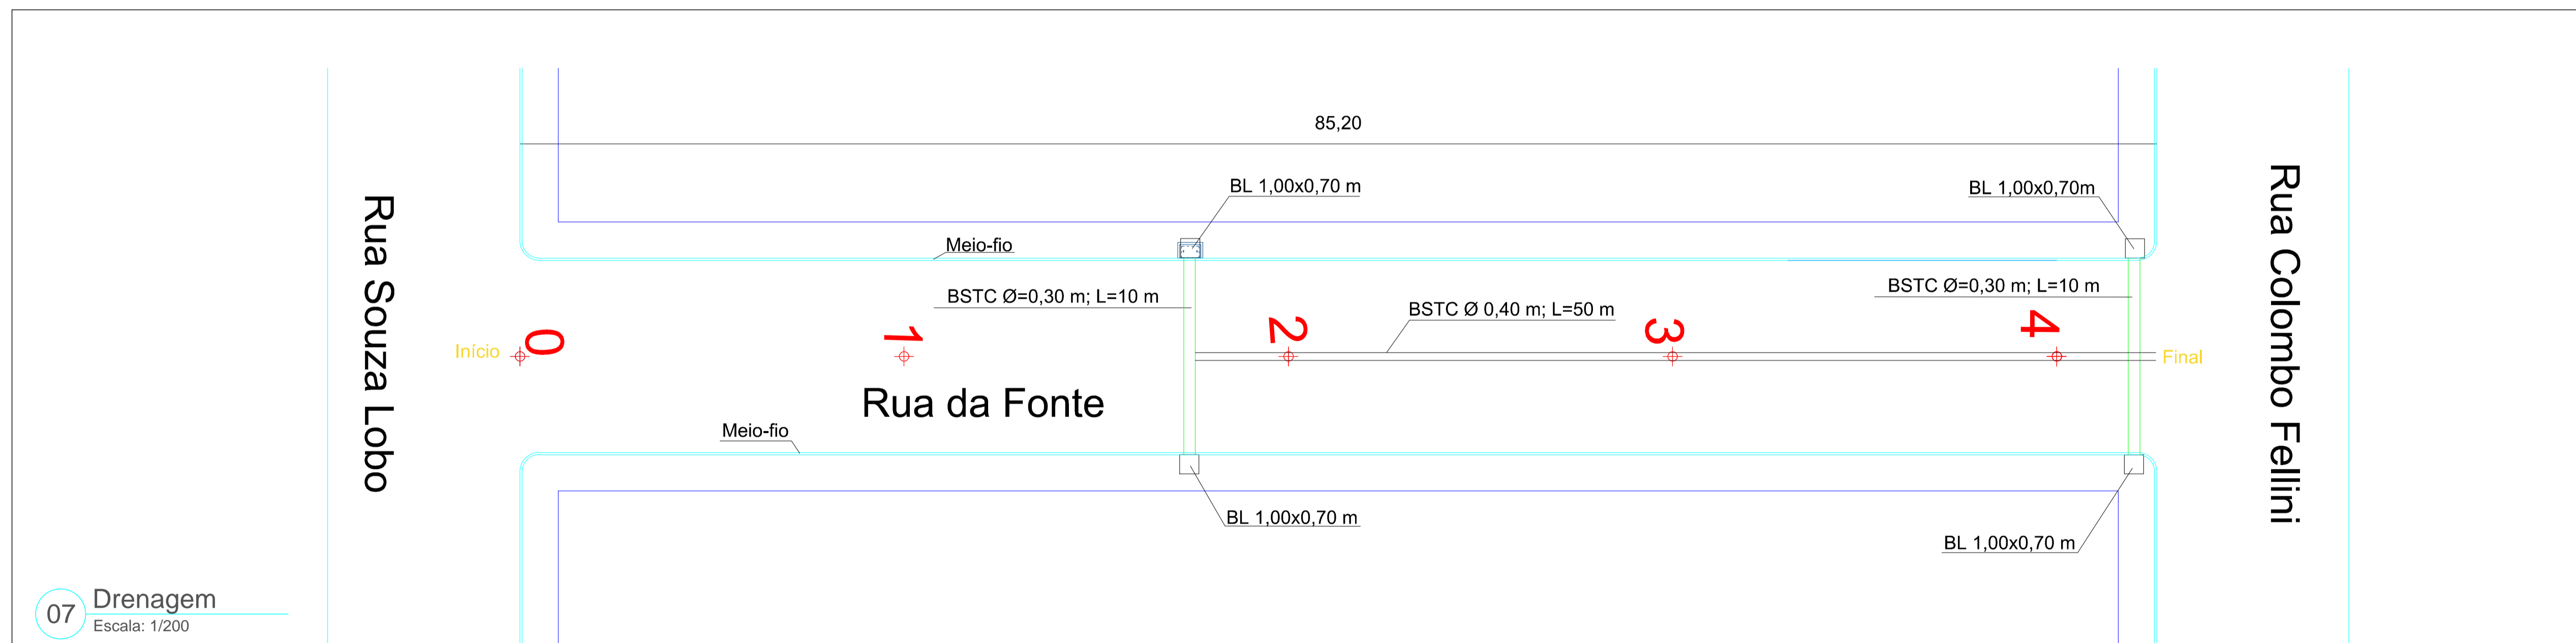 85,20
BL 1,00x0,70 m
BL 1,00x0,70m
Rua Souza Lobo
Rua Colombo Fellini
Meio-fio
BSTC Ø=0,30 m; L=10 m
BSTC Ø 0,40 m; L=50 m
BSTC Ø=0,30 m; L=10 m
Início
0
1
2
3
4
Final
Rua da Fonte
Meio-fio
BL 1,00x0,70 m
BL 1,00x0,70 m
07
Drenagem
Escala: 1/200